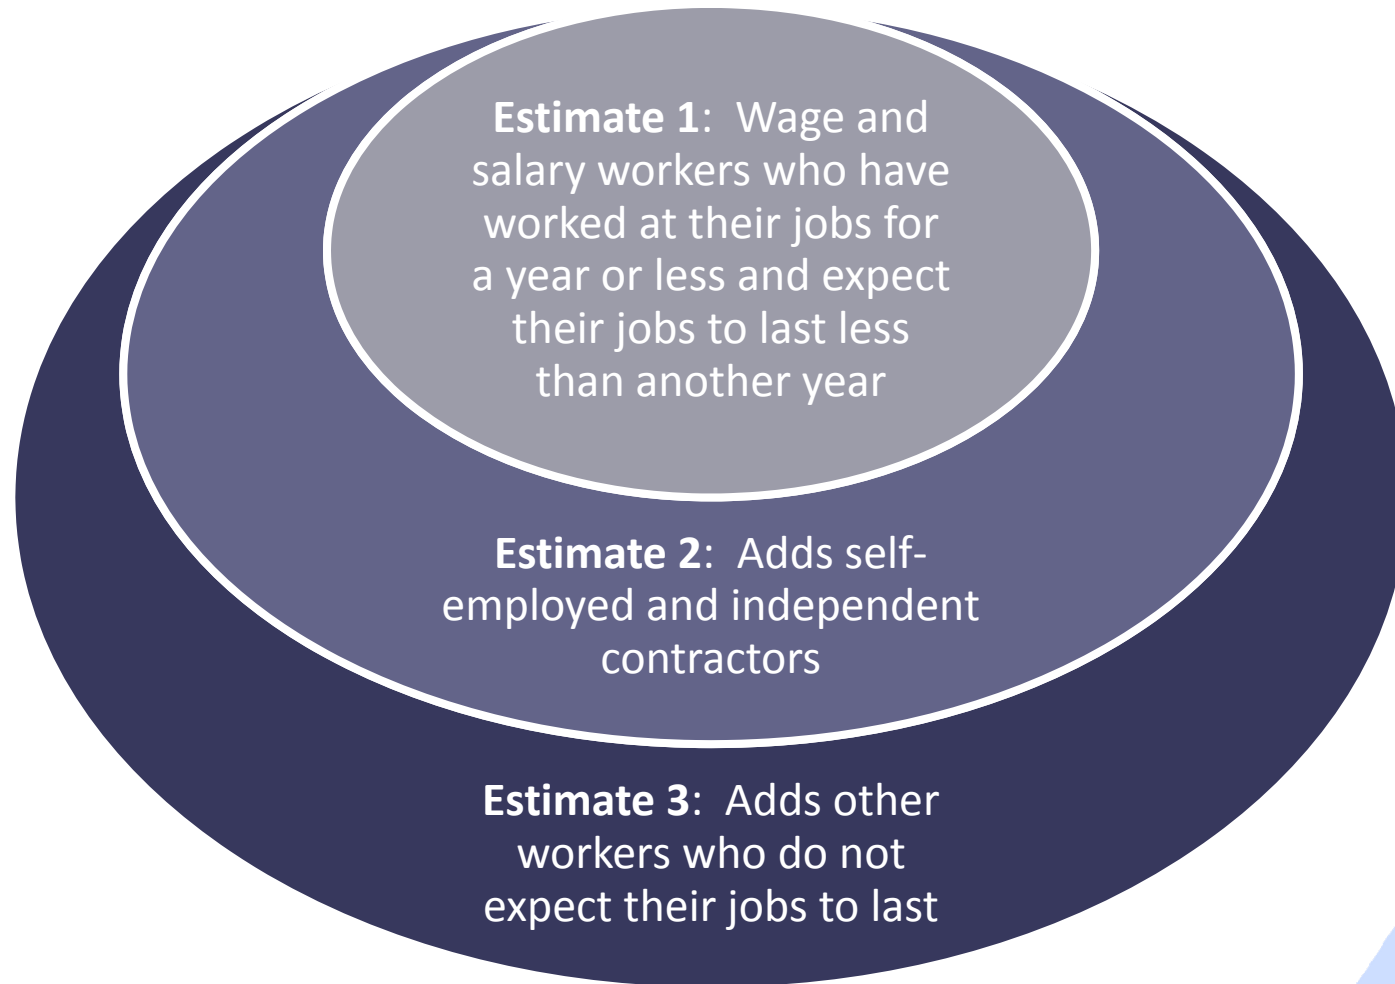 Estimate 1:  Wage and
salary workers who have
worked at their jobs for
a year or less and expect
their jobs to last less
than another year
Estimate 2:  Adds self-
employed and independent
contractors
Estimate 3:  Adds other
workers who do not
expect their jobs to last